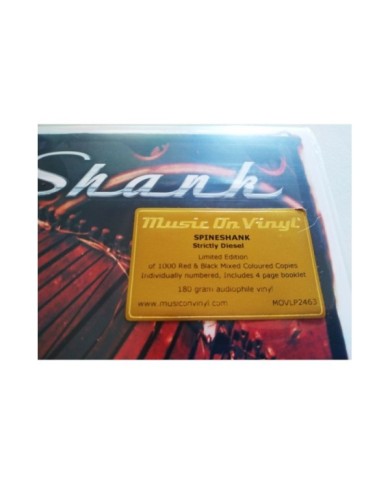 Shank
Music On Vinyl
SPINESHANK
Strictly Diesel
Limited Edition
of 1000 Red & Black Mixed Coloured Copies
Individually numbered, Includes 4 page booklet
180 gram audiophile vinyl
www.musiconvinyl.com MOVLP2463